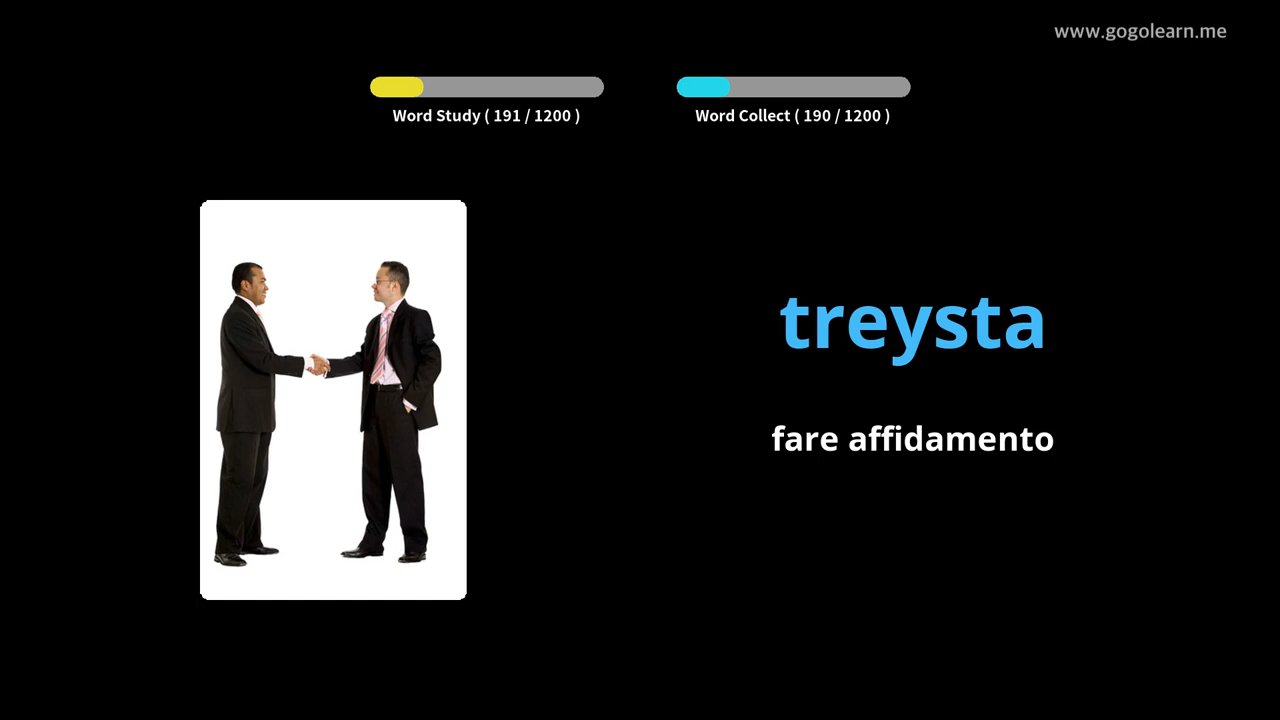 www.gogolearn.me
Word Study ( 191 / 1200 )
Word Collect ( 190 / 1200 )
treysta
fare affidamento